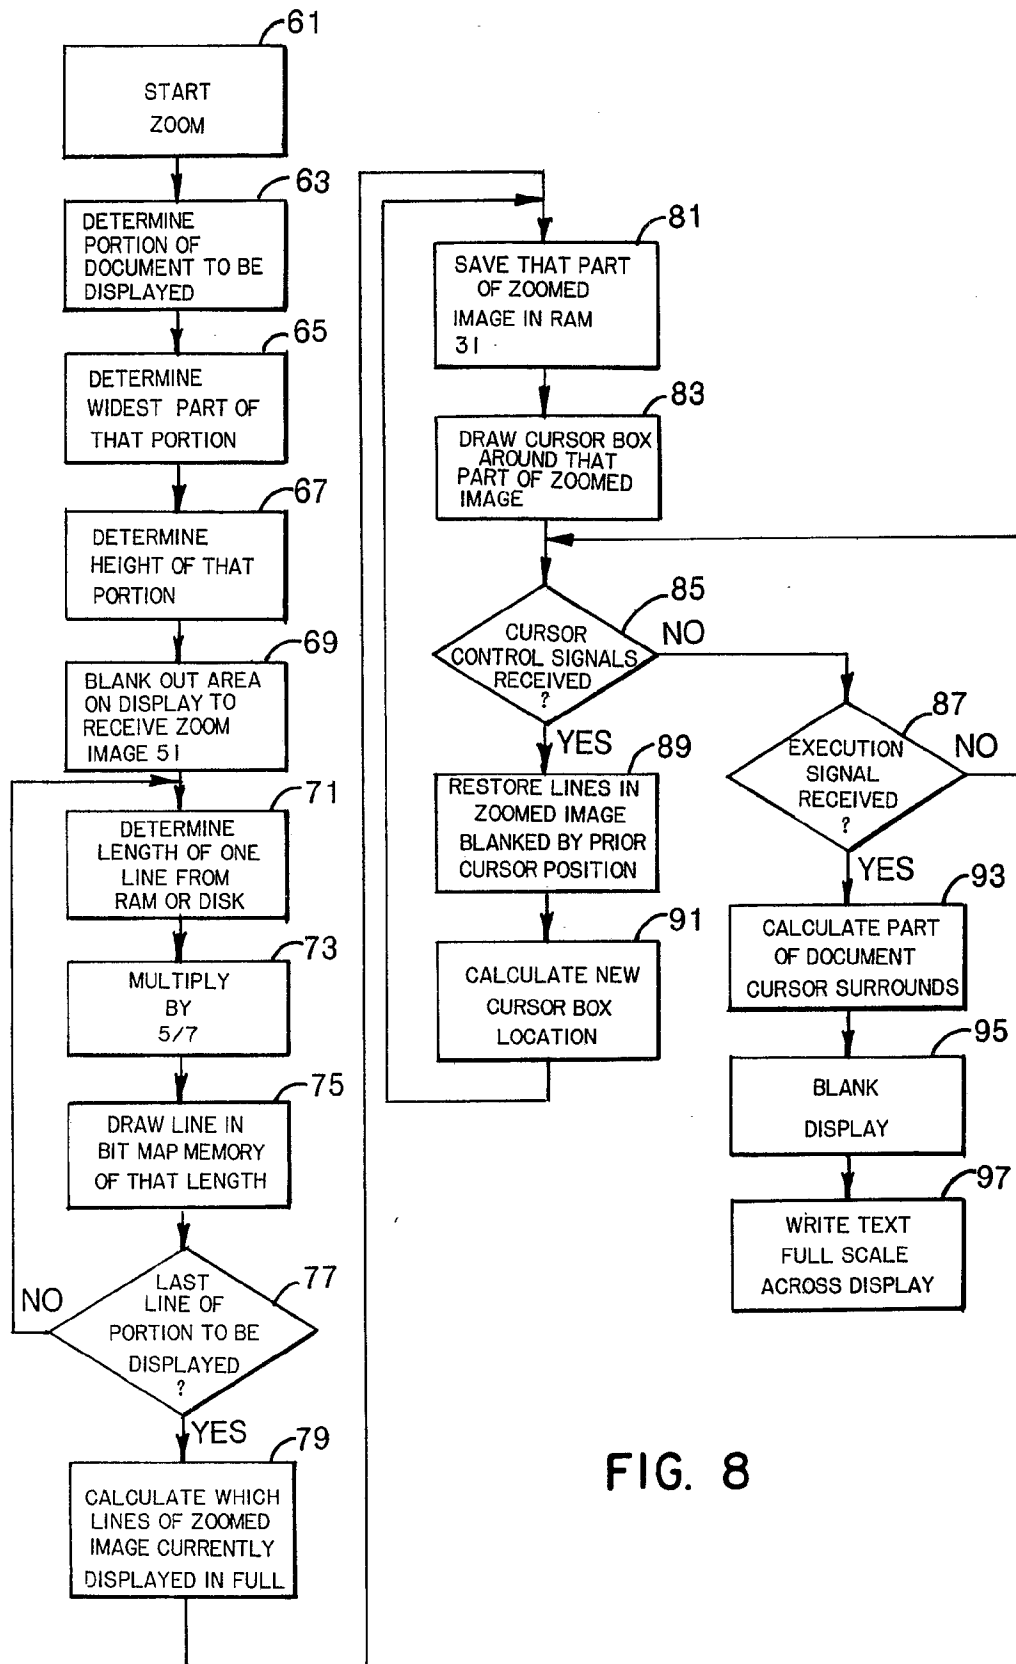 61
START
ZOOM
63
DETERMINE
PORTION OF
DOCUMENT TO BE
DISPLAYED
65
DETERMINE
WIDEST PART OF
THAT PORTION
67
DETERMINE
HEIGHT OF THAT
PORTION
69
BLANK OUT AREA
ON DISPLAY TO
RECEIVE ZOOM
IMAGE 51
71
DETERMINE
LENGTH OF ONE
LINE FROM
RAM OR DISK
73
MULTIPLY
BY
5/7
75
DRAW LINE IN
BIT MAP MEMORY
OF THAT LENGTH
77
LAST
LINE OF
PORTION TO BE
DISPLAYED
?
NO
YES
79
CALCULATE WHICH
LINES OF ZOOMED
IMAGE CURRENTLY
DISPLAYED IN FULL
81
SAVE THAT PART
OF ZOOMED
IMAGE IN RAM
31
83
DRAW CURSOR BOX
AROUND THAT
PART OF ZOOMED
IMAGE
85
CURSOR
CONTROL SIGNALS
RECEIVED
?
NO
YES
89
RESTORE LINES IN
ZOOMED IMAGE
BLANKED BY PRIOR
CURSOR POSITION
91
CALCULATE NEW
CURSOR BOX
LOCATION
87
EXECUTION
SIGNAL
RECEIVED
?
NO
YES
93
CALCULATE PART
OF DOCUMENT
CURSOR SURROUNDS
95
BLANK
DISPLAY
97
WRITE TEXT
FULL SCALE
ACROSS DISPLAY
FIG. 8